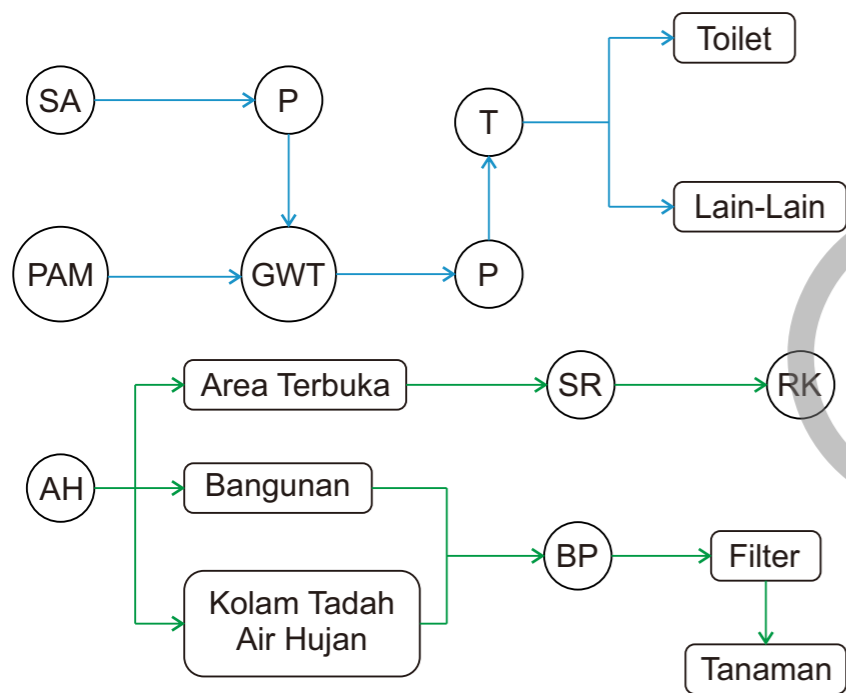 Toilet
SA
P
T
Lain-Lain
PAM
GWT
P
Area Terbuka
SR
RK
AH
Bangunan
BP
Filter
Kolam Tadah
Air Hujan
Tanaman